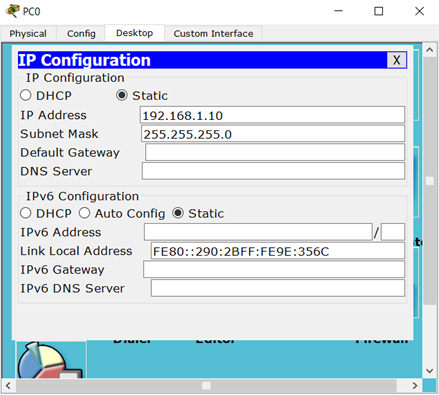 PC0
Physical Config Desktop Custom Interface
IP Configuration X
IP Configuration
DHCP Static
IP Address 192.168.1.10
Subnet Mask 255.255.255.0
Default Gateway
DNS Server
IPv6 Configuration
DHCP Auto Config Static
IPv6 Address /
Link Local Address FE80::290:2BFF:FE9E:356C
IPv6 Gateway
IPv6 DNS Server
Dialer Editor Firewall